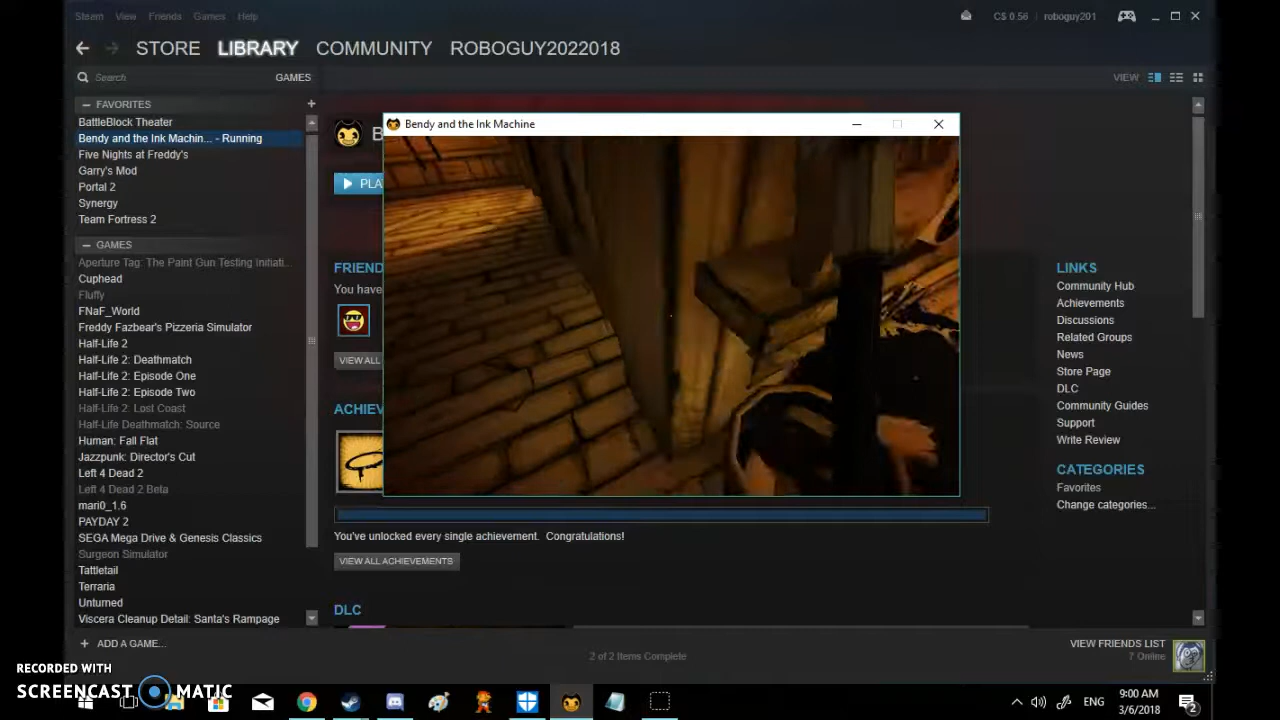 Steam View Friends Games Help
C$ 0.56 roboguy201
STORE LIBRARY COMMUNITY ROBOGUY2022018
Search GAMES
VIEW
FAVORITES
BattleBlock Theater
Bendy and the Ink Machin... - Running
Five Nights at Freddy's
Garry's Mod
Portal 2
Synergy
Team Fortress 2
GAMES
Aperture Tag: The Paint Gun Testing Initiati...
Cuphead
Fluffy
FNaF_World
Freddy Fazbear's Pizzeria Simulator
Half-Life 2
Half-Life 2: Deathmatch
Half-Life 2: Episode One
Half-Life 2: Episode Two
Half-Life 2: Lost Coast
Half-Life Deathmatch: Source
Human: Fall Flat
Jazzpunk: Director's Cut
Left 4 Dead 2
Left 4 Dead 2 Beta
mari0_1.6
PAYDAY 2
SEGA Mega Drive & Genesis Classics
Surgeon Simulator
Tattletail
Terraria
Unturned
Viscera Cleanup Detail: Santa's Rampage
ADD A GAME...
B
Bendy and the Ink Machine
PLA
FRIEND
You have
VIEW ALL
ACHIEV
You've unlocked every single achievement. Congratulations!
VIEW ALL ACHIEVEMENTS
DLC
LINKS
Community Hub
Achievements
Discussions
Related Groups
News
Store Page
DLC
Community Guides
Support
Write Review
CATEGORIES
Favorites
Change categories...
2 of 2 Items Complete
VIEW FRIENDS LIST
7 Online
RECORDED WITH
SCREENCAST MATIC
ENG
9:00 AM
3/6/2018
2